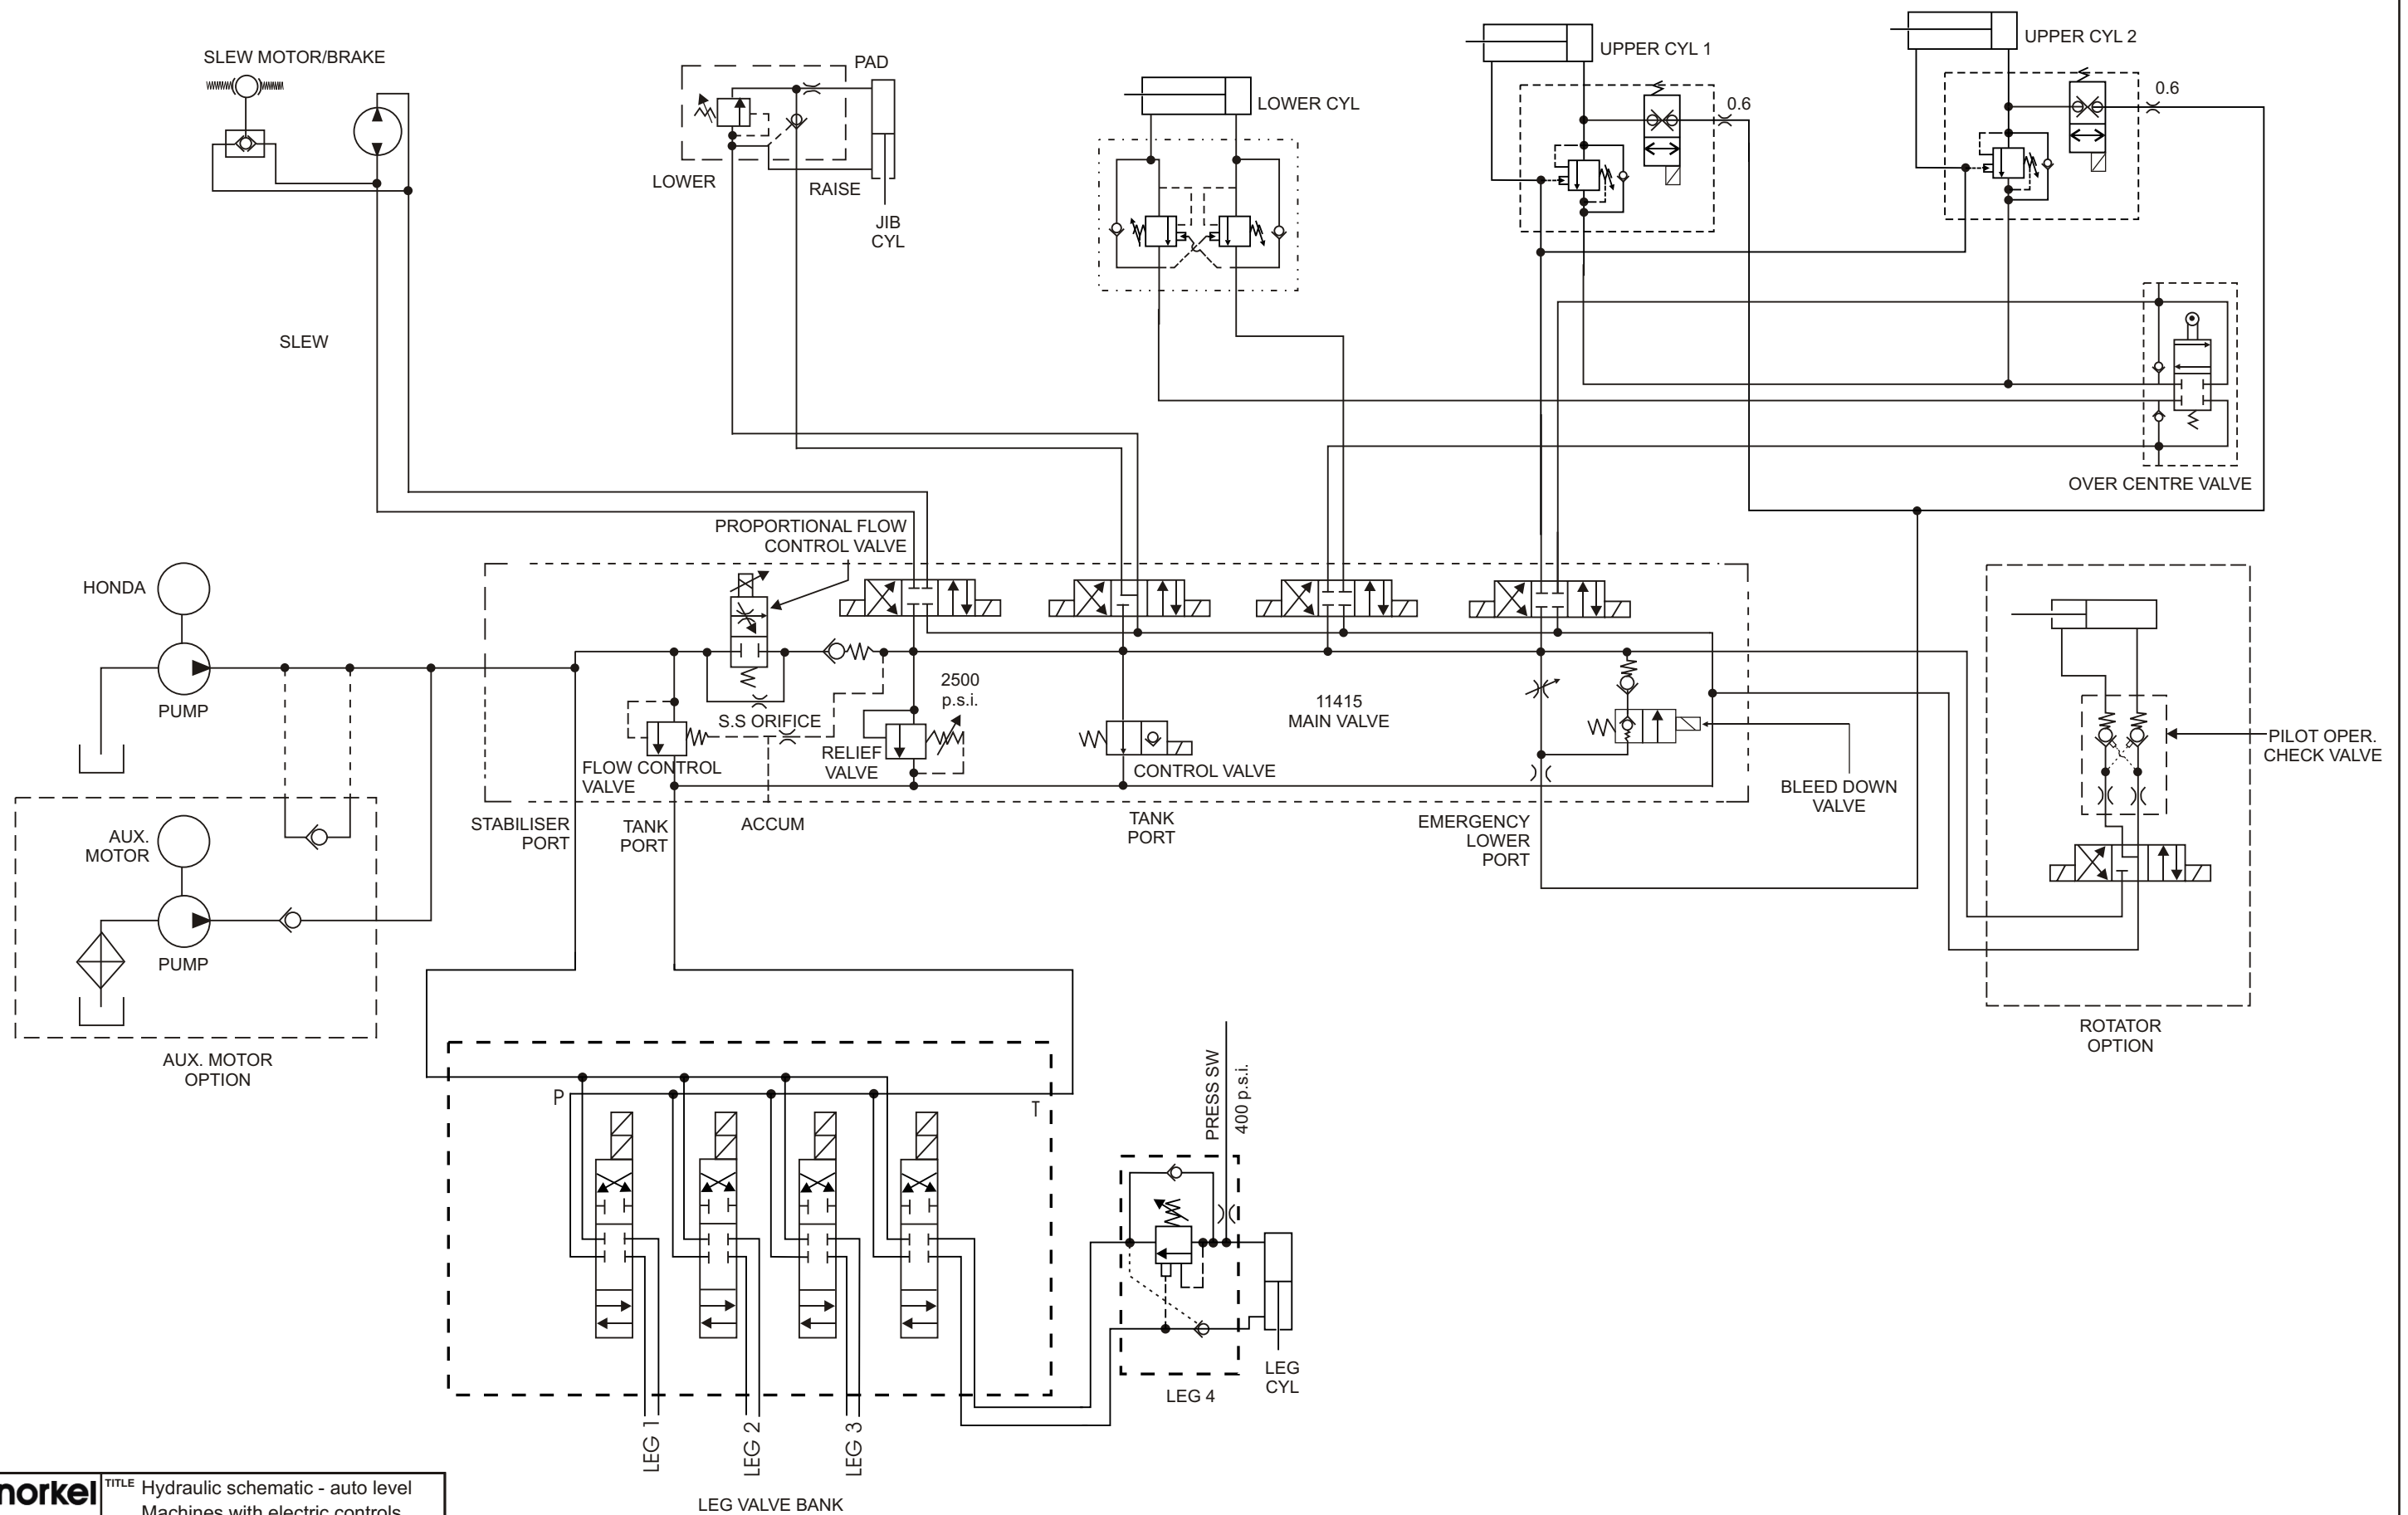 SLEW MOTOR/BRAKE
PAD
LOWER
RAISE
JIB
CYL
LOWER CYL
UPPER CYL 1
0.6
UPPER CYL 2
0.6
SLEW
OVER CENTRE VALVE
PROPORTIONAL FLOW
CONTROL VALVE
HONDA
PUMP
2500
p.s.i.
S.S ORIFICE
RELIEF
VALVE
FLOW CONTROL
VALVE
11415
MAIN VALVE
CONTROL VALVE
BLEED DOWN
VALVE
PILOT OPER.
CHECK VALVE
STABILISER
PORT
TANK
PORT
ACCUM
TANK
PORT
EMERGENCY
LOWER
PORT
AUX.
MOTOR
PUMP
AUX. MOTOR
OPTION
ROTATOR
OPTION
P
T
PRESS SW
400 p.s.i.
LEG 1
LEG 2
LEG 3
LEG 4
LEG
CYL
LEG VALVE BANK
norkel
TITLE Hydraulic schematic - auto level
Machines with electric controls